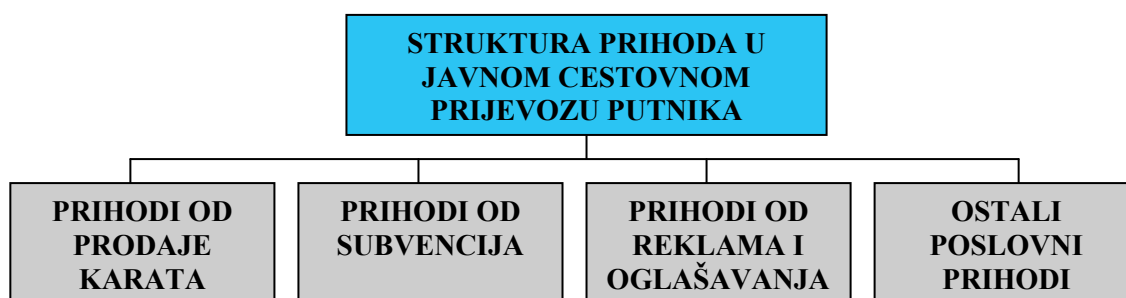 STRUKTURA PRIHODA U
JAVNOM CESTOVNOM
PRIJEVOZU PUTNIKA
PRIHODI OD
PRODAJE
KARATA
PRIHODI OD
SUBVENCIJA
PRIHODI OD
REKLAMA I
OGLAŠAVANJA
OSTALI
POSLOVNI
PRIHODI